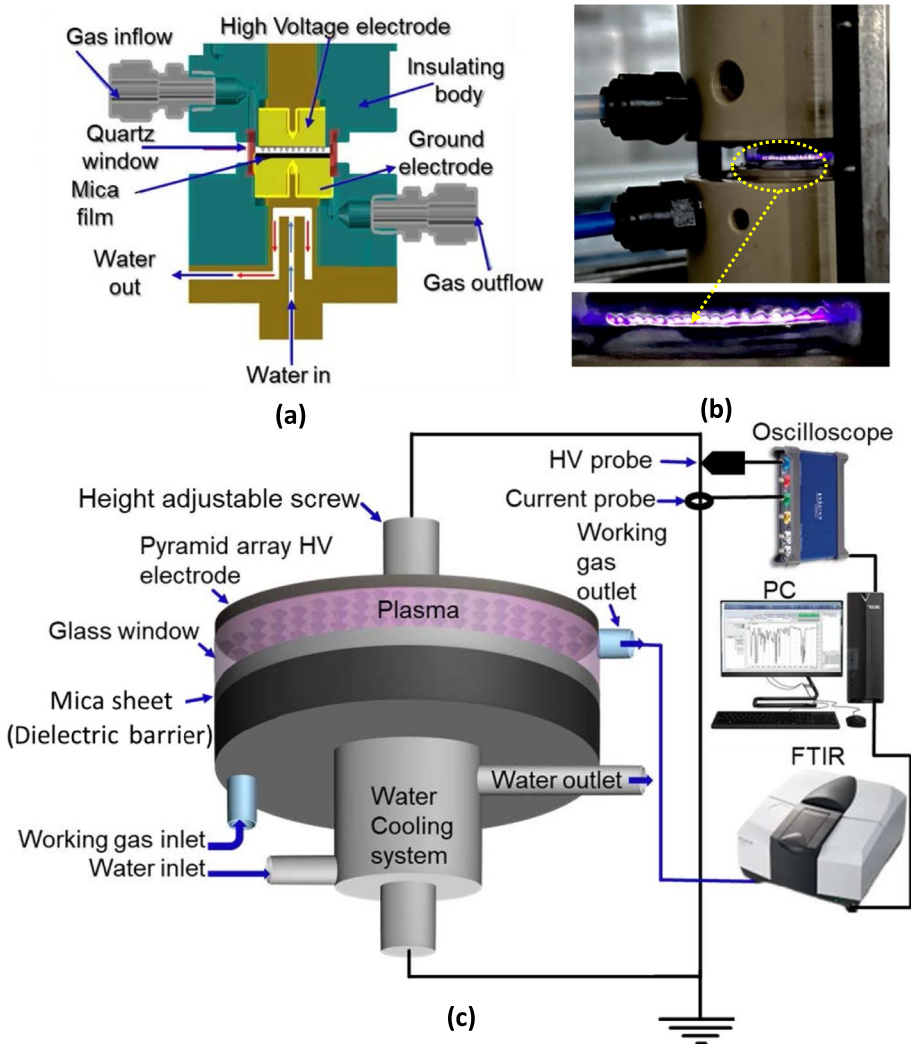 Gas inflow
High Voltage electrode
Insulating
body
Quartz
window
Ground
electrode
Mica
film
Water
out
Gas outflow
Water in
(a)
(b)
Oscilloscope
HV probe
Current probe
Height adjustable screw
Working
gas
outlet
Pyramid array HV
electrode
PC
Plasma
Glass window
Mica sheet
(Dielectric barrier)
FTIR
Water outlet
Water
Cooling
system
Working gas inlet
Water inlet
(c)